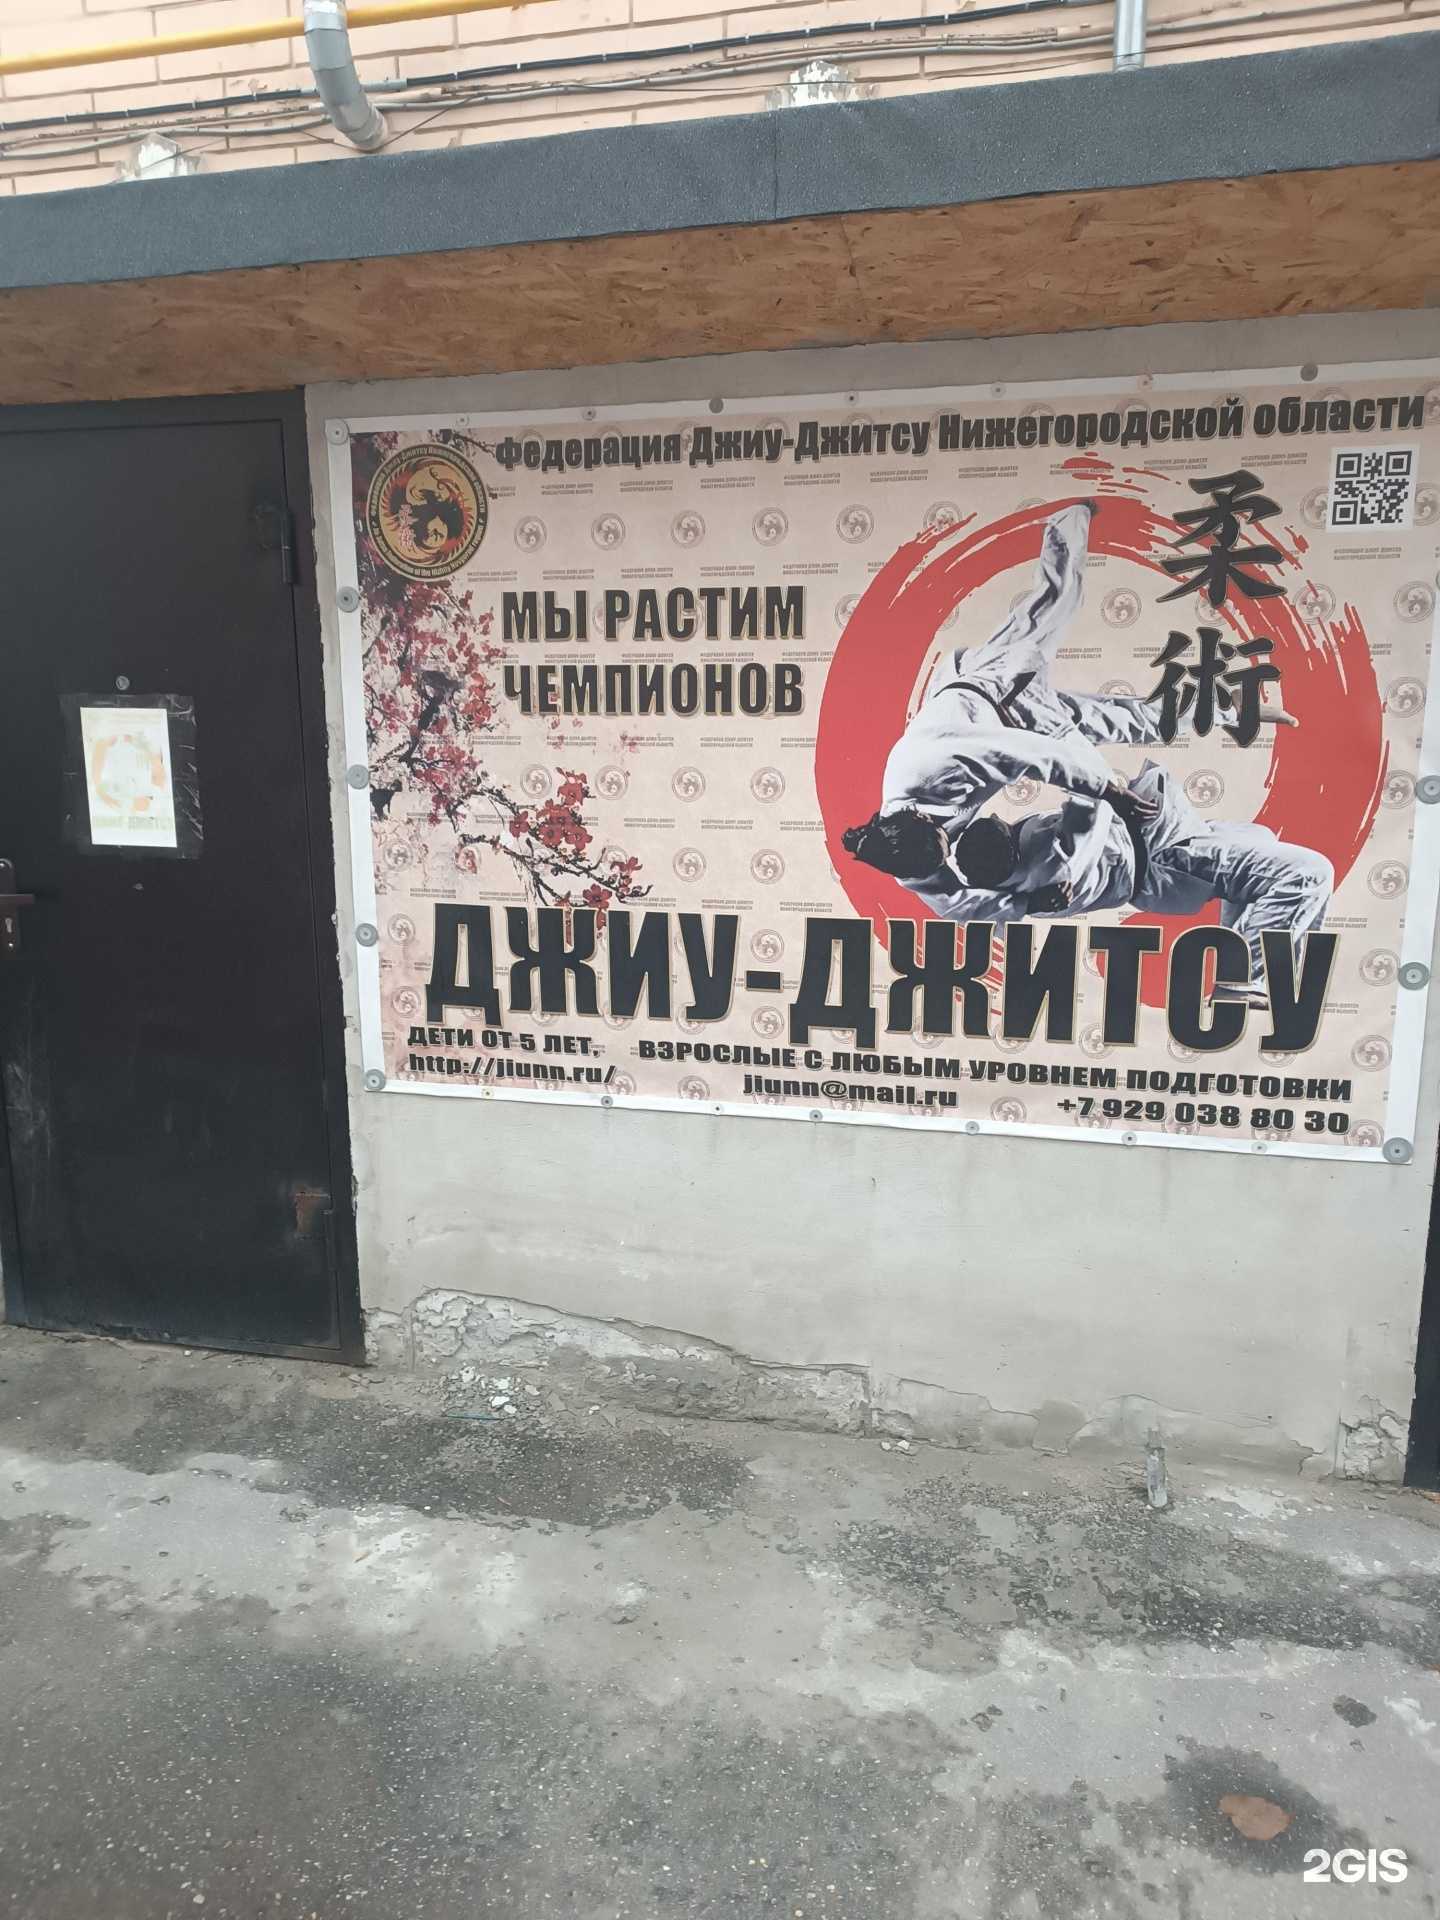 Федерация Джиу-Джитсу Нижегородской области
柔術
МЫ РАСТИМ
ЧЕМПИОНОВ
ДЖИУ-ДЖИТСУ
ДЕТИ ОТ 5 ЛЕТ, ВЗРОСЛЫЕ С ЛЮБЫМ УРОВНЕМ ПОДГОТОВКИ
http://jiunn.ru/ jiunn@mail.ru +7 929 038 80 30
2GIS